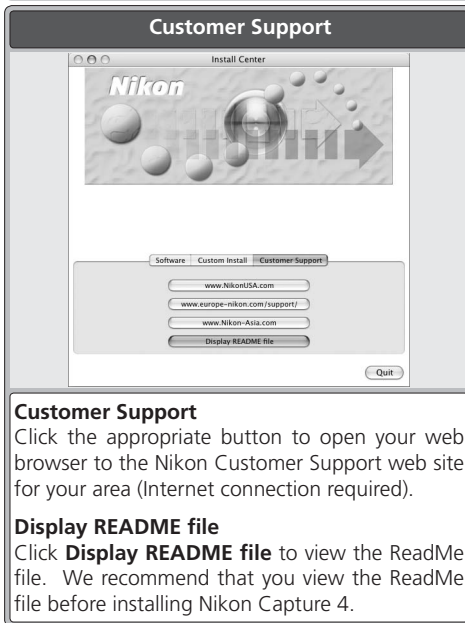 Customer Support
Install Center
Nikon
Software Custom Install Customer Support
www.NikonUSA.com
www.europe-nikon.com/support/
www.Nikon-Asia.com
Display README file
Quit
Customer Support
Click the appropriate button to open your web
browser to the Nikon Customer Support web site
for your area (Internet connection required).
Display README file
Click Display README file to view the ReadMe
file. We recommend that you view the ReadMe
file before installing Nikon Capture 4.